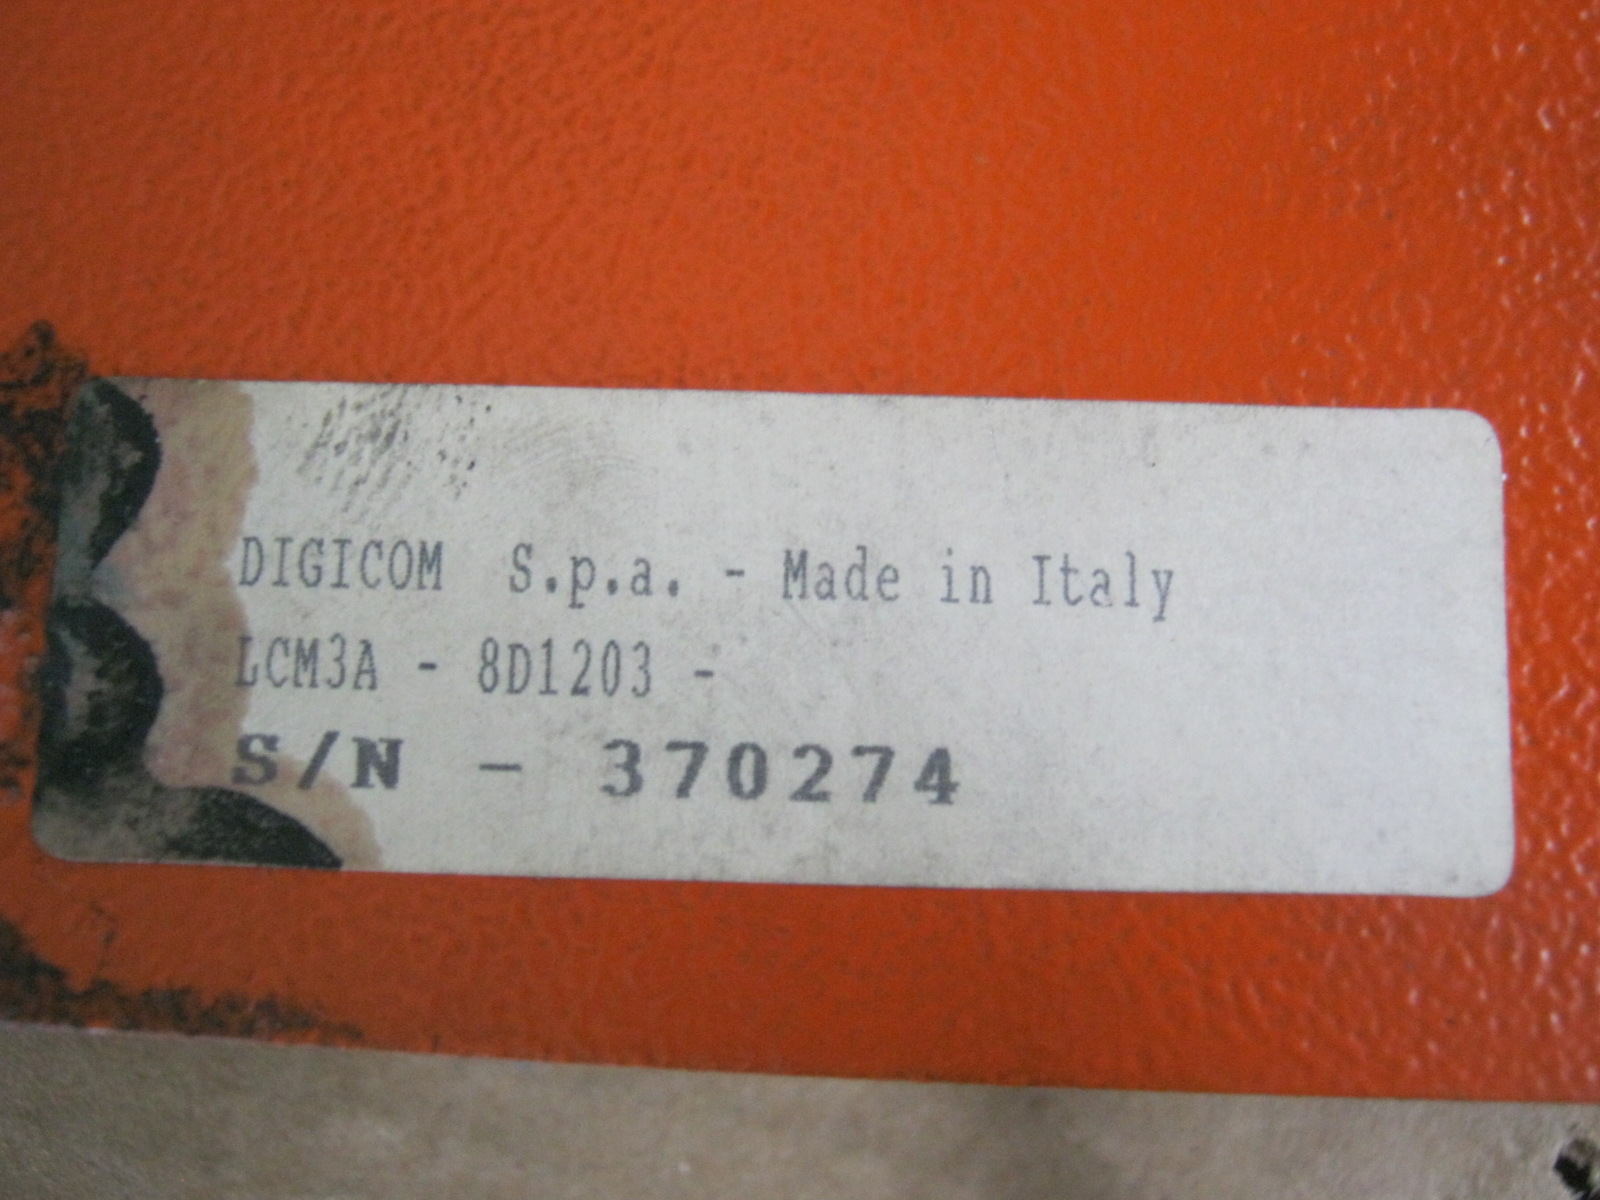 DIGICOM S.p.a. - Made in Italy
LCM3A - 8D1203 -
S/N - 370274